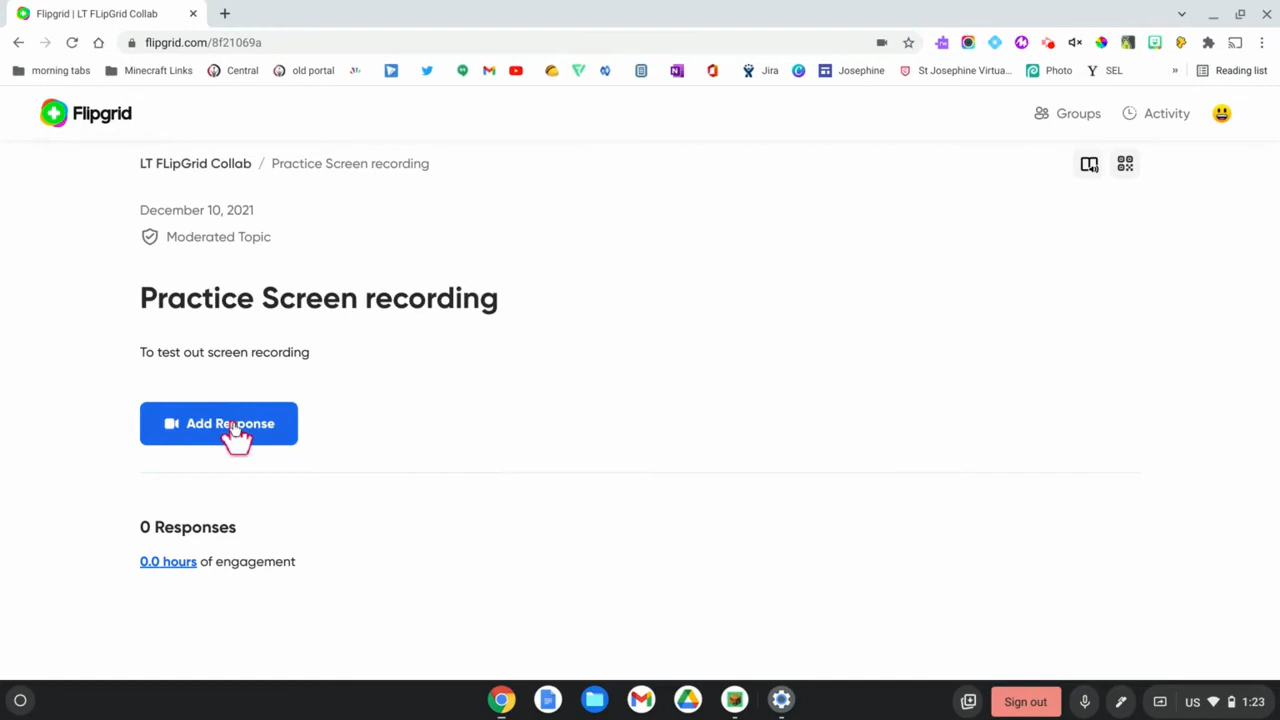 Flipgrid | LT FLipGrid Collab
flipgrid.com/8f21069a
morning tabs Minecraft Links Central old portal Jira Josephine St Josephine Virtua... Photo SEL » Reading list
Flipgrid Groups Activity
LT FLipGrid Collab / Practice Screen recording
December 10, 2021
Moderated Topic
Practice Screen recording
To test out screen recording
Add Response
0 Responses
0.0 hours of engagement
Sign out US 1:23